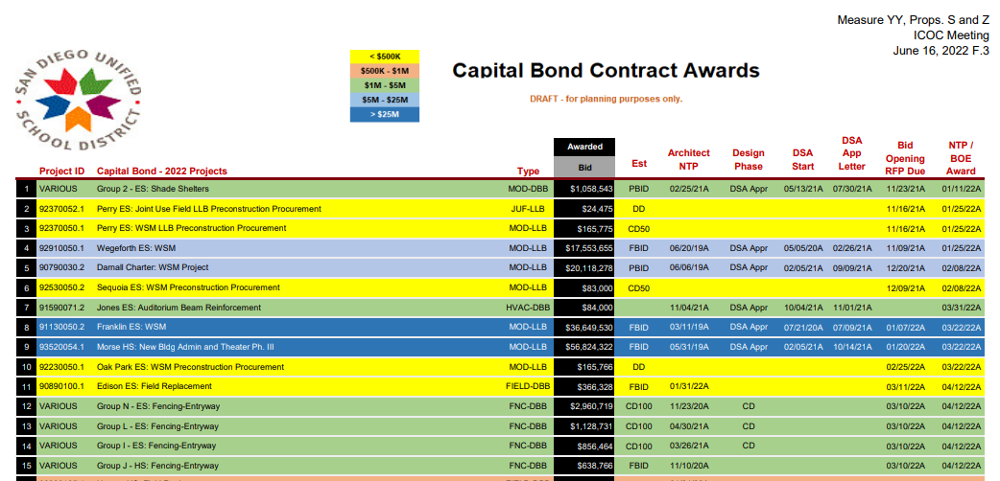 Measure YY, Props. S and Z
ICOC Meeting
June 16, 2022 F.3
SAN DIEGO UNIFIED
SCHOOL DISTRICT
< $500K
$500K - $1M
$1M - $5M
$5M - $25M
> $25M
Capital Bond Contract Awards
DRAFT - for planning purposes only.
Project ID Capital Bond - 2022 Projects Type Awarded Bid Est Architect NTP Design Phase DSA Start DSA App Letter Bid Opening RFP Due NTP / BOE Award
1 VARIOUS Group 2 - ES: Shade Shelters MOD-DBB $1,058,543 PBID 02/25/21A DSA Appr 05/13/21A 07/30/21A 11/23/21A 01/11/22A
2 92370052.1 Perry ES: Joint Use Field LLB Preconstruction Procurement JUF-LLB $24,475 DD 11/16/21A 01/25/22A
3 92370050.1 Perry ES: WSM LLB Preconstruction Procurement MOD-LLB $165,775 CD50 11/16/21A 01/25/22A
4 92910050.1 Wegeforth ES: WSM MOD-LLB $17,553,655 FBID 06/20/19A DSA Appr 05/05/20A 02/26/21A 11/09/21A 01/25/22A
5 90790030.2 Darnall Charter: WSM Project MOD-LLB $20,118,278 PBID 06/06/19A DSA Appr 02/05/21A 09/09/21A 12/20/21A 02/08/22A
6 92530050.2 Sequoia ES: WSM Preconstruction Procurement MOD-LLB $83,000 CD50 12/09/21A 02/08/22A
7 91590071.2 Jones ES: Auditorium Beam Reinforcement HVAC-DBB $84,000 11/04/21A DSA Appr 10/04/21A 11/01/21A 03/31/22A
8 91130050.2 Franklin ES: WSM MOD-LLB $36,649,530 FBID 03/11/19A DSA Appr 07/21/20A 07/09/21A 01/07/22A 03/22/22A
9 93520054.1 Morse HS: New Bldg Admin and Theater Ph. III MOD-LLB $56,824,322 FBID 05/31/19A DSA Appr 02/05/21A 10/14/21A 01/20/22A 03/22/22A
10 92230050.1 Oak Park ES: WSM Preconstruction Procurement MOD-LLB $165,766 DD 02/25/22A 03/22/22A
11 90890100.1 Edison ES: Field Replacement FIELD-DBB $366,328 FBID 01/31/22A 03/11/22A 04/12/22A
12 VARIOUS Group N - ES: Fencing-Entryway FNC-DBB $2,960,719 CD100 11/23/20A CD 03/10/22A 04/12/22A
13 VARIOUS Group L - ES: Fencing-Entryway FNC-DBB $1,128,731 CD100 04/30/21A CD 03/10/22A 04/12/22A
14 VARIOUS Group I - ES: Fencing-Entryway FNC-DBB $856,464 CD100 03/26/21A CD 03/10/22A 04/12/22A
15 VARIOUS Group J - HS: Fencing-Entryway FNC-DBB $638,766 FBID 11/10/20A 03/10/22A 04/12/22A